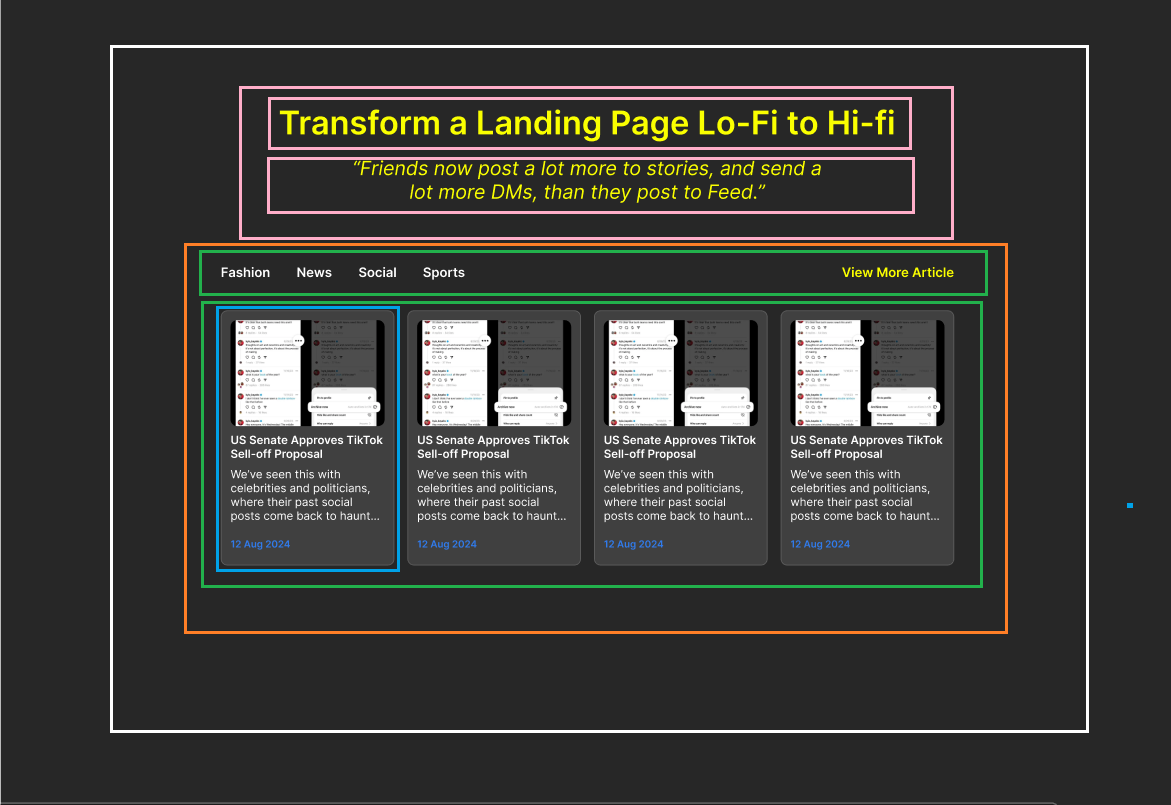 Transform a Landing Page Lo-Fi to Hi-fi
“Friends now post a lot more to stories, and send a
lot more DMs, than they post to Feed.”
Fashion News Social Sports View More Article
US Senate Approves TikTok
Sell-off Proposal
We’ve seen this with
celebrities and politicians,
where their past social
posts come back to haunt...
12 Aug 2024
US Senate Approves TikTok
Sell-off Proposal
We’ve seen this with
celebrities and politicians,
where their past social
posts come back to haunt...
12 Aug 2024
US Senate Approves TikTok
Sell-off Proposal
We’ve seen this with
celebrities and politicians,
where their past social
posts come back to haunt...
12 Aug 2024
US Senate Approves TikTok
Sell-off Proposal
We’ve seen this with
celebrities and politicians,
where their past social
posts come back to haunt...
12 Aug 2024